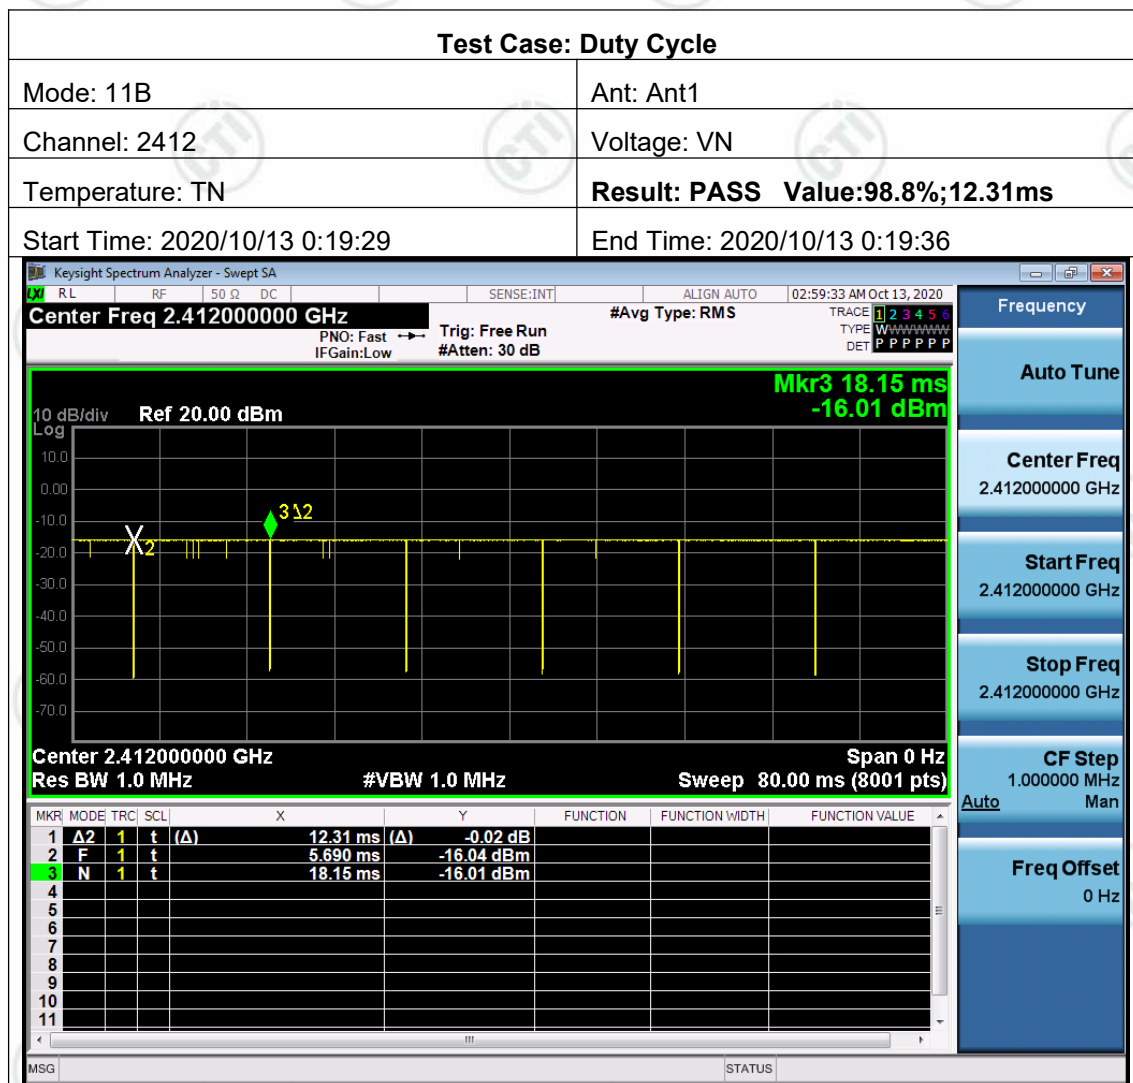 Test Case: Duty Cycle
Mode: 11B Ant: Ant1
Channel: 2412 Voltage: VN
Temperature: TN Result: PASS Value:98.8%;12.31ms
Start Time: 2020/10/13 0:19:29 End Time: 2020/10/13 0:19:36
Keysight Spectrum Analyzer - Swept SA
LXI RL RF 50 Ω DC SENSE:INT ALIGN AUTO 02:59:33 AM Oct 13, 2020
Center Freq 2.412000000 GHz #Avg Type: RMS TRACE 1 2 3 4 5 6
PNO: Fast Trig: Free Run TYPE WWWWWW
IFGain:Low #Atten: 30 dB DET P P P P P P
Mkr3 18.15 ms
10 dB/div Ref 20.00 dBm -16.01 dBm
Log
10.0
0.00
-10.0
3Δ2
-20.0
2
-30.0
-40.0
-50.0
-60.0
-70.0
Center 2.412000000 GHz Span 0 Hz
Res BW 1.0 MHz #VBW 1.0 MHz Sweep 80.00 ms (8001 pts)
MKR MODE TRC SCL X Y FUNCTION FUNCTION WIDTH FUNCTION VALUE
1 Δ2 1 t (Δ) 12.31 ms (Δ) -0.02 dB
2 F 1 t 5.690 ms -16.04 dBm
3 N 1 t 18.15 ms -16.01 dBm
4
5
6
7
8
9
10
11
MSG STATUS
Frequency
Auto Tune
Center Freq
2.412000000 GHz
Start Freq
2.412000000 GHz
Stop Freq
2.412000000 GHz
CF Step
1.000000 MHz
Auto Man
Freq Offset
0 Hz
CTI
CTI
CTI